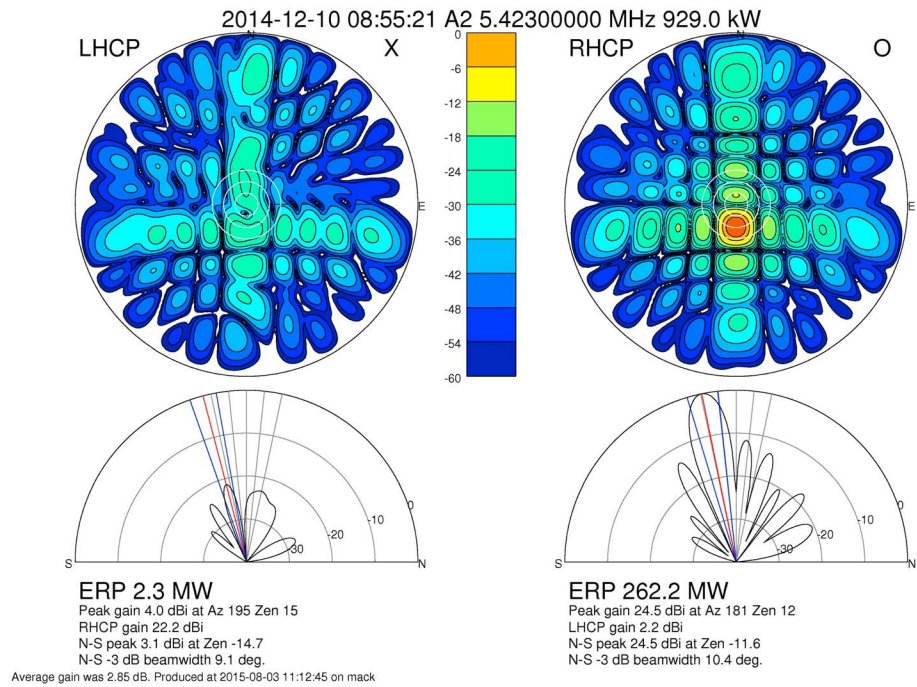 2014-12-10 08:55:21 A2 5.42300000 MHz 929.0 kW
LHCP
X
N
E
0
-6
-12
-18
-24
-30
-36
-42
-48
-54
-60
RHCP
O
N
E
S
N
0
-10
-20
-30
S
N
0
-10
-20
-30
ERP 2.3 MW
Peak gain 4.0 dBi at Az 195 Zen 15
RHCP gain 22.2 dBi
N-S peak 3.1 dBi at Zen -14.7
N-S -3 dB beamwidth 9.1 deg.
ERP 262.2 MW
Peak gain 24.5 dBi at Az 181 Zen 12
LHCP gain 2.2 dBi
N-S peak 24.5 dBi at Zen -11.6
N-S -3 dB beamwidth 10.4 deg.
Average gain was 2.85 dB. Produced at 2015-08-03 11:12:45 on mack